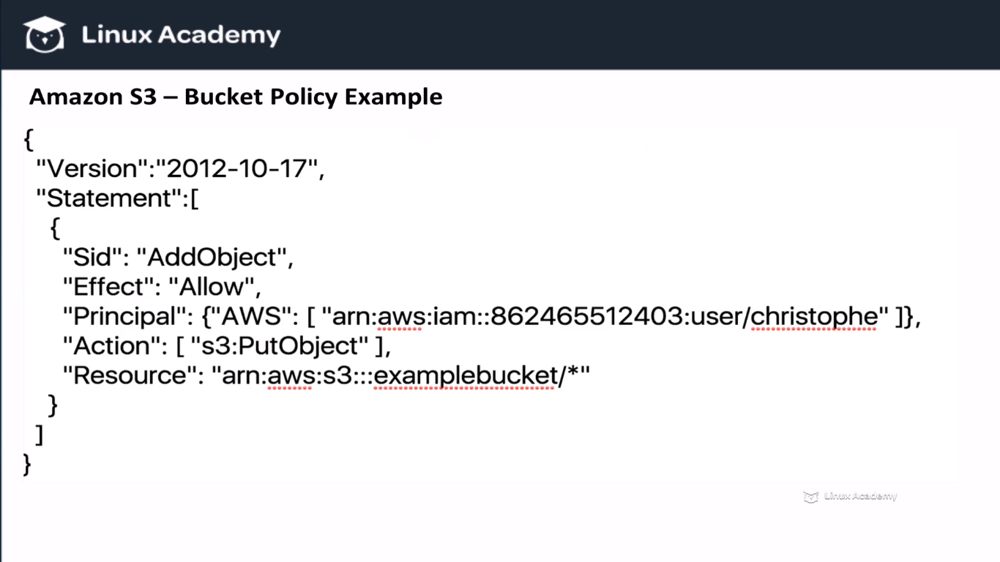 Linux Academy
Amazon S3 – Bucket Policy Example
{
"Version":"2012-10-17",
"Statement":[
{
"Sid": "AddObject",
"Effect": "Allow",
"Principal": {"AWS": [ "arn:aws:iam::862465512403:user/christophe" ]},
"Action": [ "s3:PutObject" ],
"Resource": "arn:aws:s3:::examplebucket/*"
}
]
}
Linux Academy